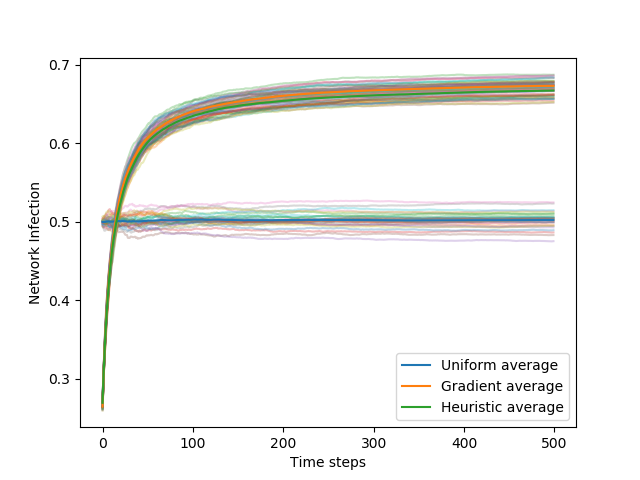 0.7
0.6
0.5
0.4
0.3
Network Infection
0
100
200
300
400
500
Time steps
Uniform average
Gradient average
Heuristic average